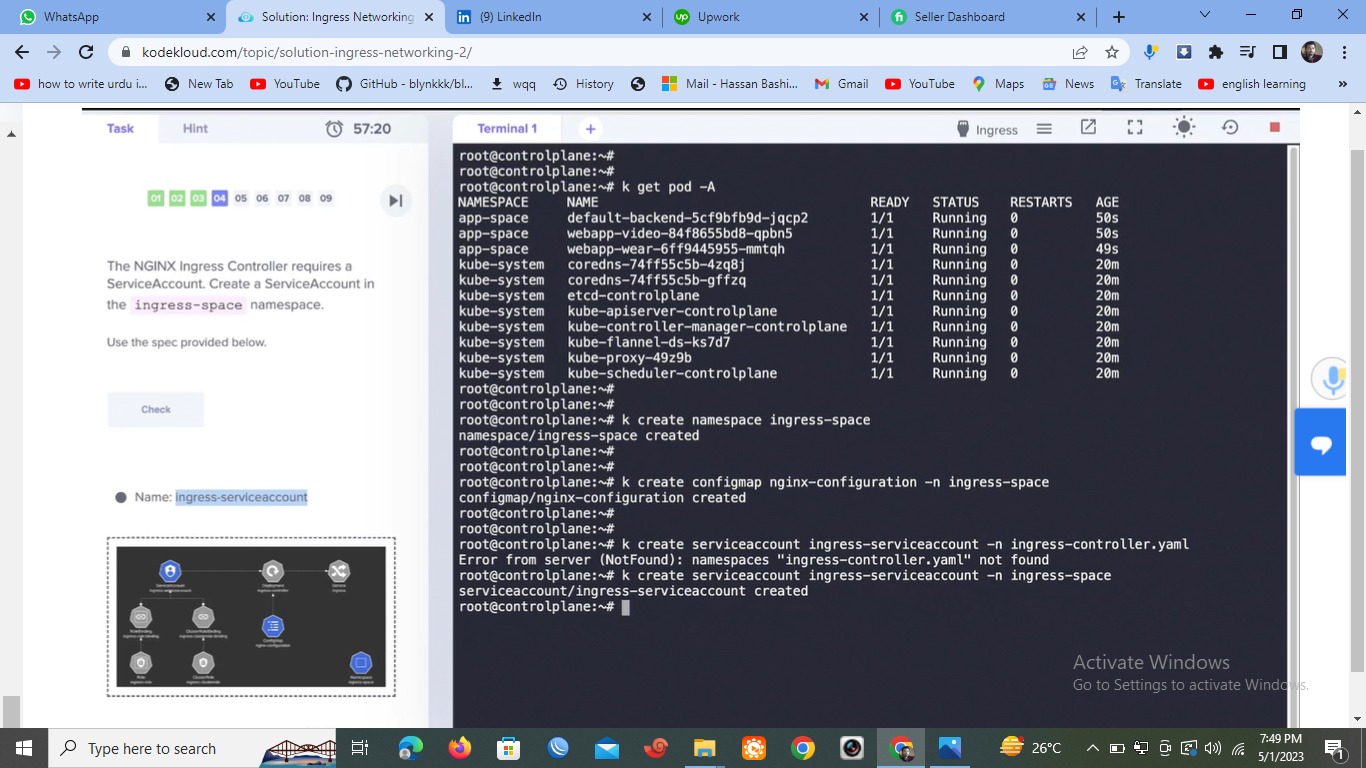 WhatsApp
Solution: Ingress Networking
(9) LinkedIn
Upwork
Seller Dashboard
kodekloud.com/topic/solution-ingress-networking-2/
how to write urdu i...
New Tab
YouTube
GitHub - blynkkk/bl...
wqq
History
Mail - Hassan Bashi...
Gmail
YouTube
Maps
News
Translate
english learning
»
Task
Hint
57:20
Terminal 1
+
Ingress
01 02 03 04 05 06 07 08 09
The NGINX Ingress Controller requires a
ServiceAccount. Create a ServiceAccount in
the ingress-space namespace.
Use the spec provided below.
Check
Name: ingress-serviceaccount
root@controlplane:~#
root@controlplane:~#
root@controlplane:~# k get pod -A
NAMESPACE NAME READY STATUS RESTARTS AGE
app-space default-backend-5cf9bfb9d-jqcp2 1/1 Running 0 50s
app-space webapp-video-84f8655bd8-qpbn5 1/1 Running 0 50s
app-space webapp-wear-6ff9445955-mmtqh 1/1 Running 0 49s
kube-system coredns-74ff55c5b-4zq8j 1/1 Running 0 20m
kube-system coredns-74ff55c5b-gffzq 1/1 Running 0 20m
kube-system etcd-controlplane 1/1 Running 0 20m
kube-system kube-apiserver-controlplane 1/1 Running 0 20m
kube-system kube-controller-manager-controlplane 1/1 Running 0 20m
kube-system kube-flannel-ds-ks7d7 1/1 Running 0 20m
kube-system kube-proxy-49z9b 1/1 Running 0 20m
kube-system kube-scheduler-controlplane 1/1 Running 0 20m
root@controlplane:~#
root@controlplane:~#
root@controlplane:~# k create namespace ingress-space
namespace/ingress-space created
root@controlplane:~#
root@controlplane:~#
root@controlplane:~# k create configmap nginx-configuration -n ingress-space
configmap/nginx-configuration created
root@controlplane:~#
root@controlplane:~#
root@controlplane:~# k create serviceaccount ingress-serviceaccount -n ingress-controller.yaml
Error from server (NotFound): namespaces "ingress-controller.yaml" not found
root@controlplane:~# k create serviceaccount ingress-serviceaccount -n ingress-space
serviceaccount/ingress-serviceaccount created
root@controlplane:~#
Activate Windows
Go to Settings to activate Windows.
Type here to search
26°C
7:49 PM
5/1/2023
1